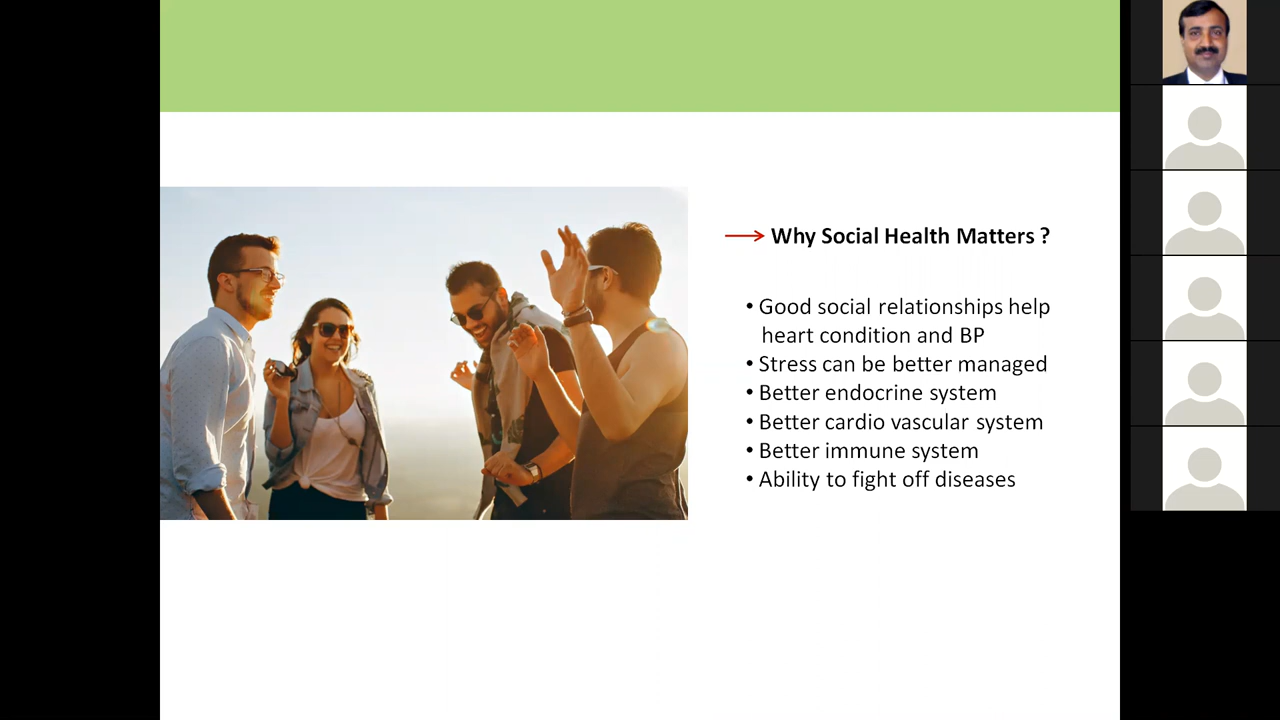 Why Social Health Matters ?
• Good social relationships help
heart condition and BP
• Stress can be better managed
• Better endocrine system
• Better cardio vascular system
• Better immune system
• Ability to fight off diseases